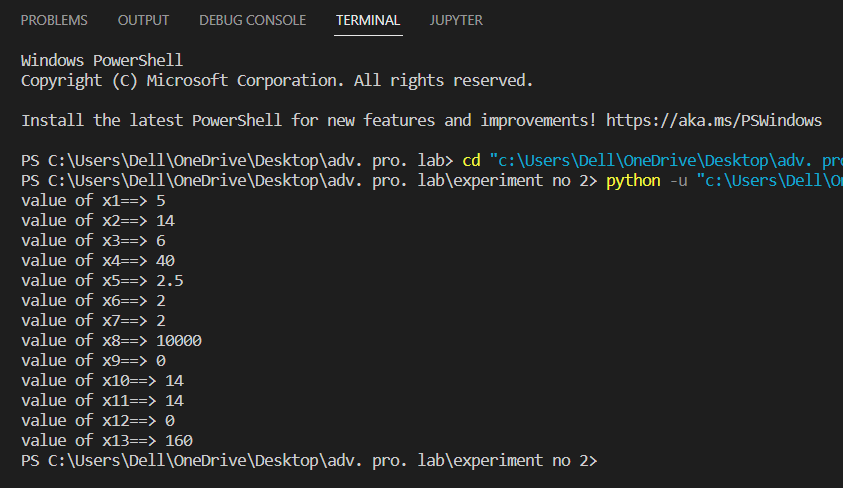 PROBLEMS OUTPUT DEBUG CONSOLE TERMINAL JUPYTER
Windows PowerShell
Copyright (C) Microsoft Corporation. All rights reserved.
Install the latest PowerShell for new features and improvements! https://aka.ms/PSWindows
PS C:\Users\Dell\OneDrive\Desktop\adv. pro. lab> cd "c:\Users\Dell\OneDrive\Desktop\adv. pr
PS C:\Users\Dell\OneDrive\Desktop\adv. pro. lab\experiment no 2> python -u "c:\Users\Dell\O
value of x1==> 5
value of x2==> 14
value of x3==> 6
value of x4==> 40
value of x5==> 2.5
value of x6==> 2
value of x7==> 2
value of x8==> 10000
value of x9==> 0
value of x10==> 14
value of x11==> 14
value of x12==> 0
value of x13==> 160
PS C:\Users\Dell\OneDrive\Desktop\adv. pro. lab\experiment no 2>